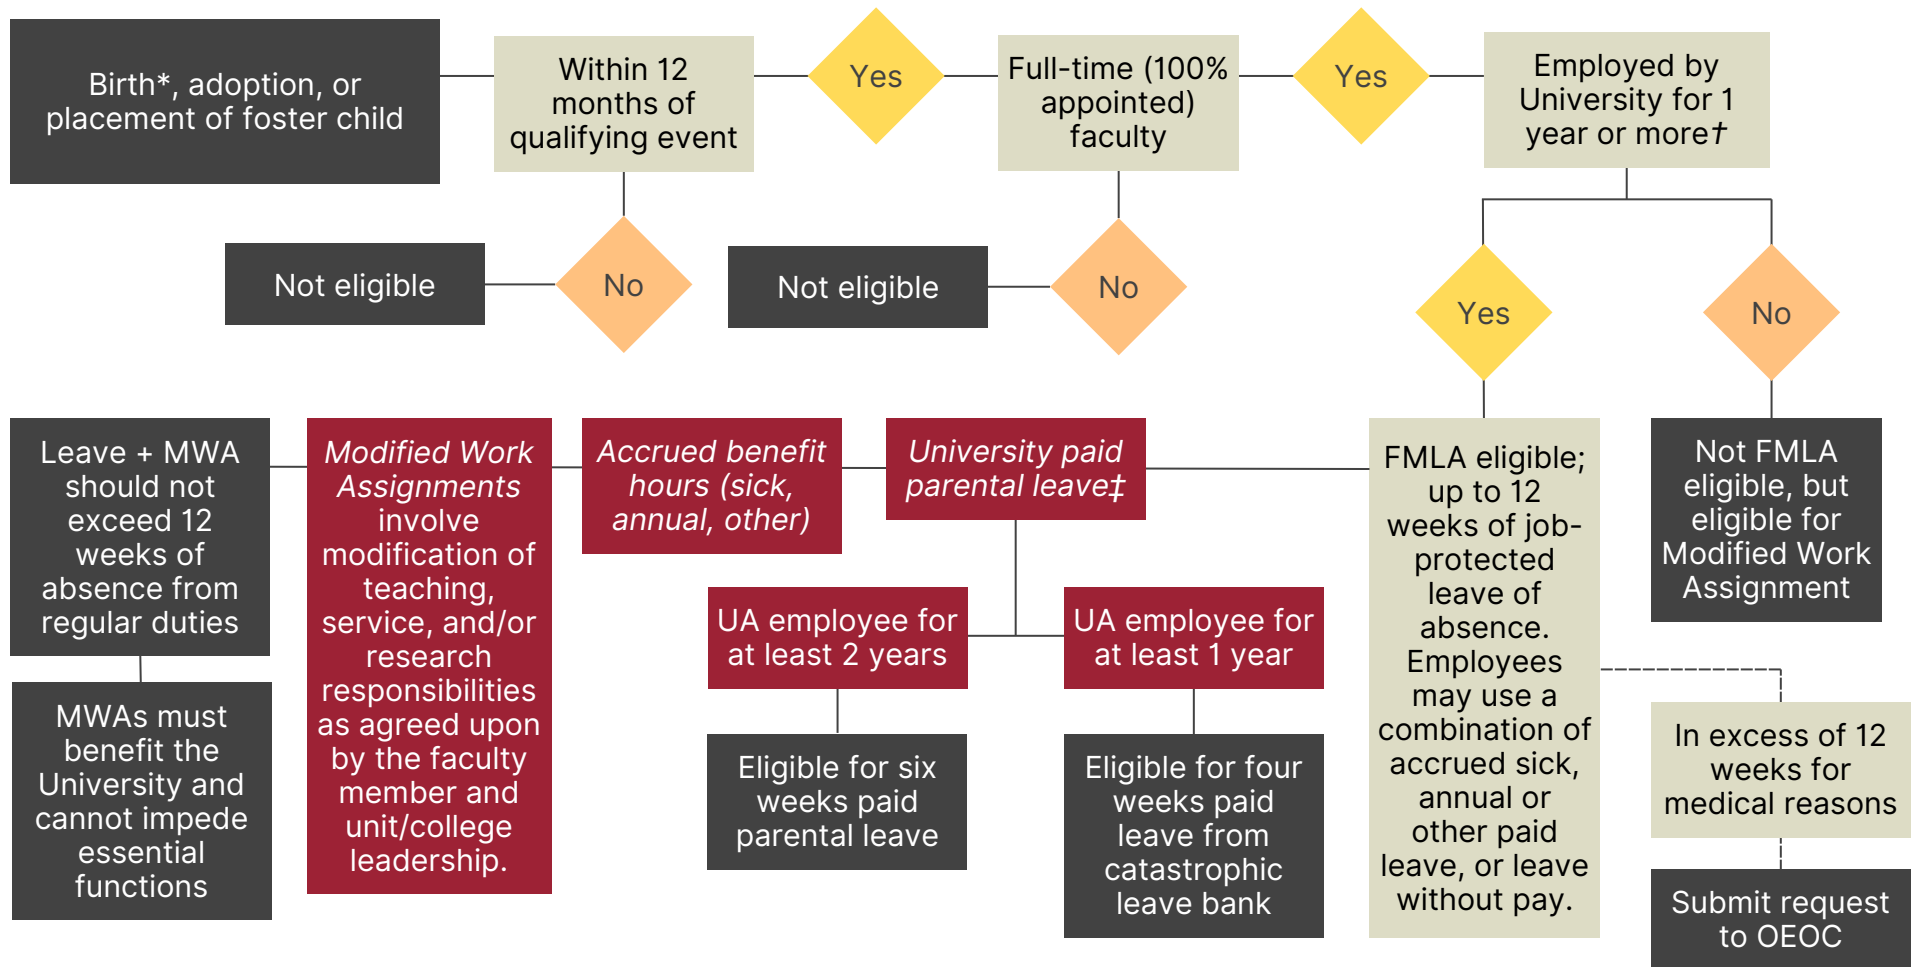 Birth*, adoption, or
placement of foster child
Within 12
months of
qualifying event
Yes
Full-time (100%
appointed)
faculty
Yes
Employed by
University for 1
year or more†
Not eligible
No
Not eligible
No
Yes
No
Leave + MWA
should not
exceed 12
weeks of
absence from
regular duties
MWAs must
benefit the
University and
cannot impede
essential
functions
Modified Work
Assignments
involve
modification of
teaching,
service, and/or
research
responsibilities
as agreed upon
by the faculty
member and
unit/college
leadership.
Accrued benefit
hours (sick,
annual, other)
University paid
parental leave‡
UA employee for
at least 2 years
Eligible for six
weeks paid
parental leave
UA employee for
at least 1 year
Eligible for four
weeks paid
leave from
catastrophic
leave bank
FMLA eligible;
up to 12
weeks of job-
protected
leave of
absence.
Employees
may use a
combination of
accrued sick,
annual or
other paid
leave, or leave
without pay.
Not FMLA
eligible, but
eligible for
Modified Work
Assignment
In excess of 12
weeks for
medical reasons
Submit request
to OEOC